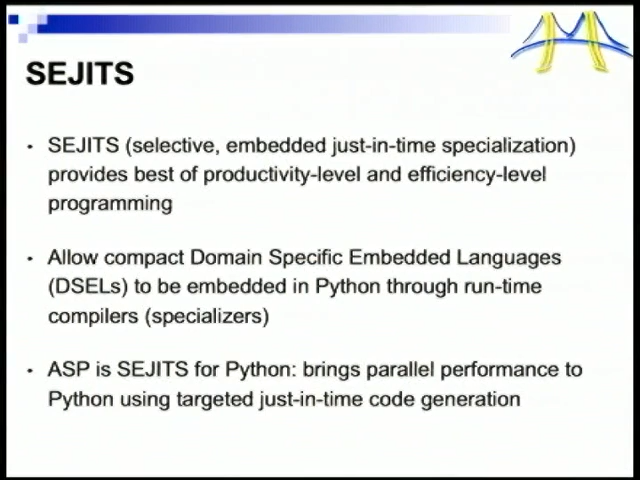 SEJITS
• SEJITS (selective, embedded just-in-time specialization)
provides best of productivity-level and efficiency-level
programming
• Allow compact Domain Specific Embedded Languages
(DSELs) to be embedded in Python through run-time
compilers (specializers)
• ASP is SEJITS for Python: brings parallel performance to
Python using targeted just-in-time code generation